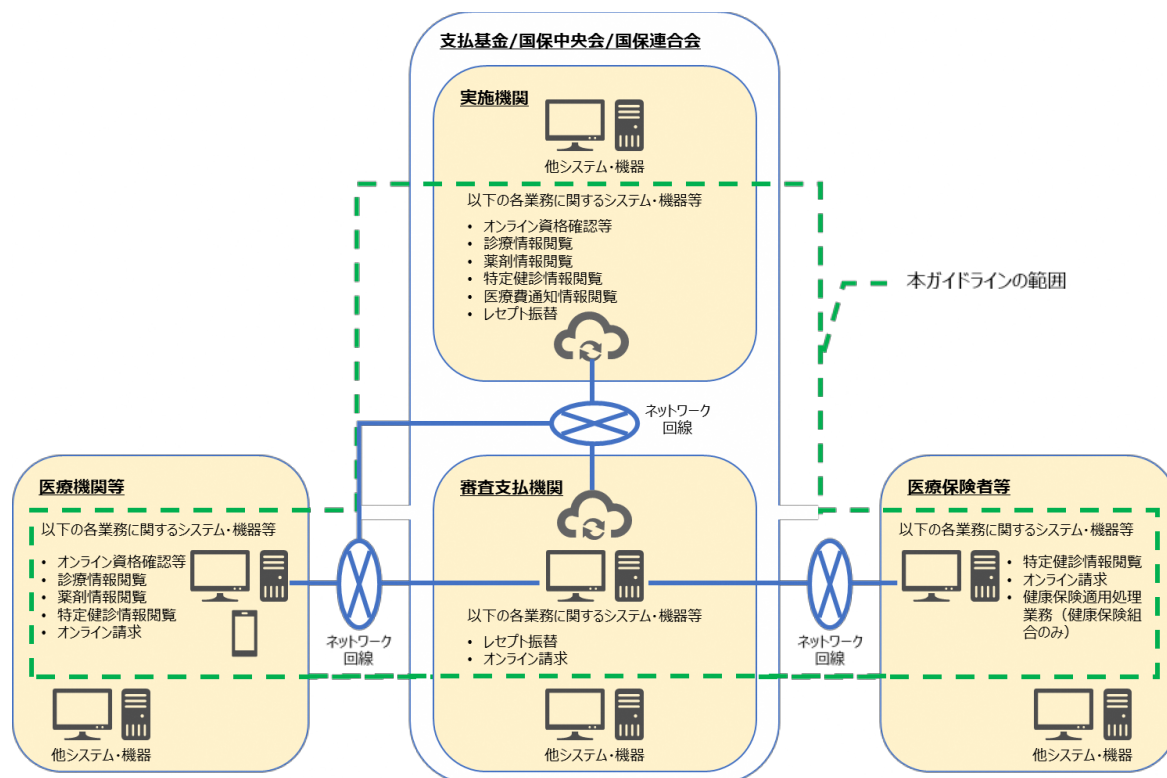 支払基金/国保中央会/国保連合会
実施機関
他システム・機器
以下の各業務に関するシステム・機器等
• オンライン資格確認等
• 診療情報閲覧
• 薬剤情報閲覧
• 特定健診情報閲覧
• 医療費通知情報閲覧
• レセプト振替
本ガイドラインの範囲
ネットワーク
回線
医療機関等
以下の各業務に関するシステム・機器等
• オンライン資格確認等
• 診療情報閲覧
• 薬剤情報閲覧
• 特定健診情報閲覧
• オンライン請求
他システム・機器
ネットワーク
回線
審査支払機関
以下の各業務に関するシステム・機器等
• レセプト振替
• オンライン請求
他システム・機器
ネットワーク
回線
医療保険者等
以下の各業務に関するシステム・機器等
• 特定健診情報閲覧
• オンライン請求
• 健康保険適用処理
業務（健康保険組
合のみ）
他システム・機器